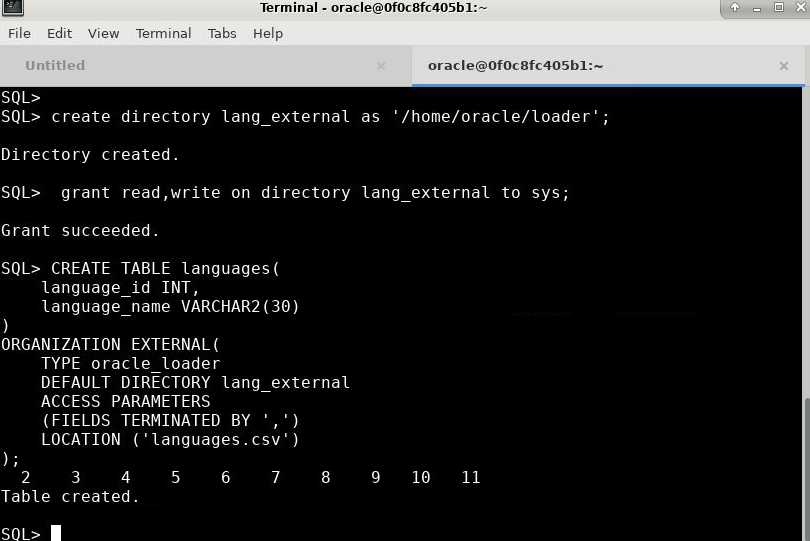 Terminal - oracle@0f0c8fc405b1:~
File Edit View Terminal Tabs Help
Untitled
oracle@0f0c8fc405b1:~
SQL>
SQL> create directory lang_external as '/home/oracle/loader';
Directory created.
SQL>  grant read,write on directory lang_external to sys;
Grant succeeded.
SQL> CREATE TABLE languages(
    language_id INT,
    language_name VARCHAR2(30)
)
ORGANIZATION EXTERNAL(
    TYPE oracle_loader
    DEFAULT DIRECTORY lang_external
    ACCESS PARAMETERS
    (FIELDS TERMINATED BY ',')
    LOCATION ('languages.csv')
);
  2    3    4    5    6    7    8    9   10   11
Table created.
SQL>